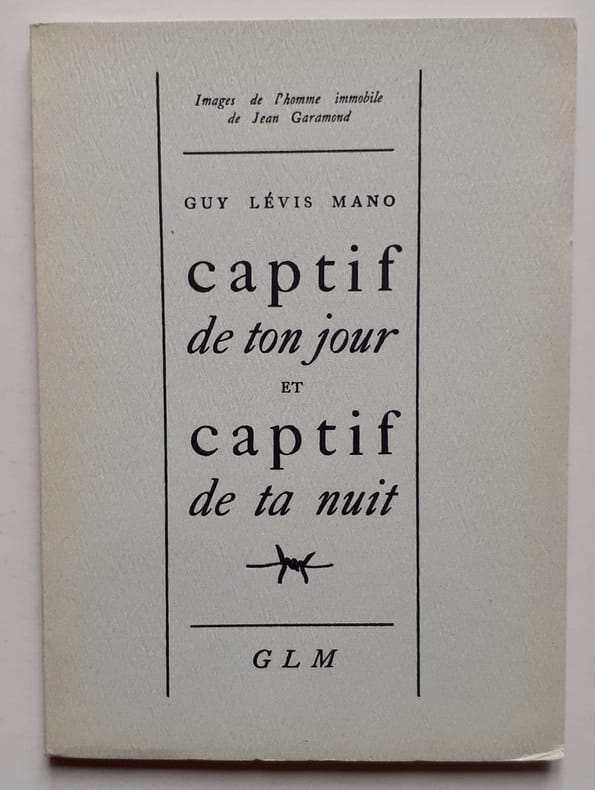 Images de l'homme immobile
de Jean Garamond
GUY LÉVIS MANO
captif
de ton jour
ET
captif
de ta nuit
GLM